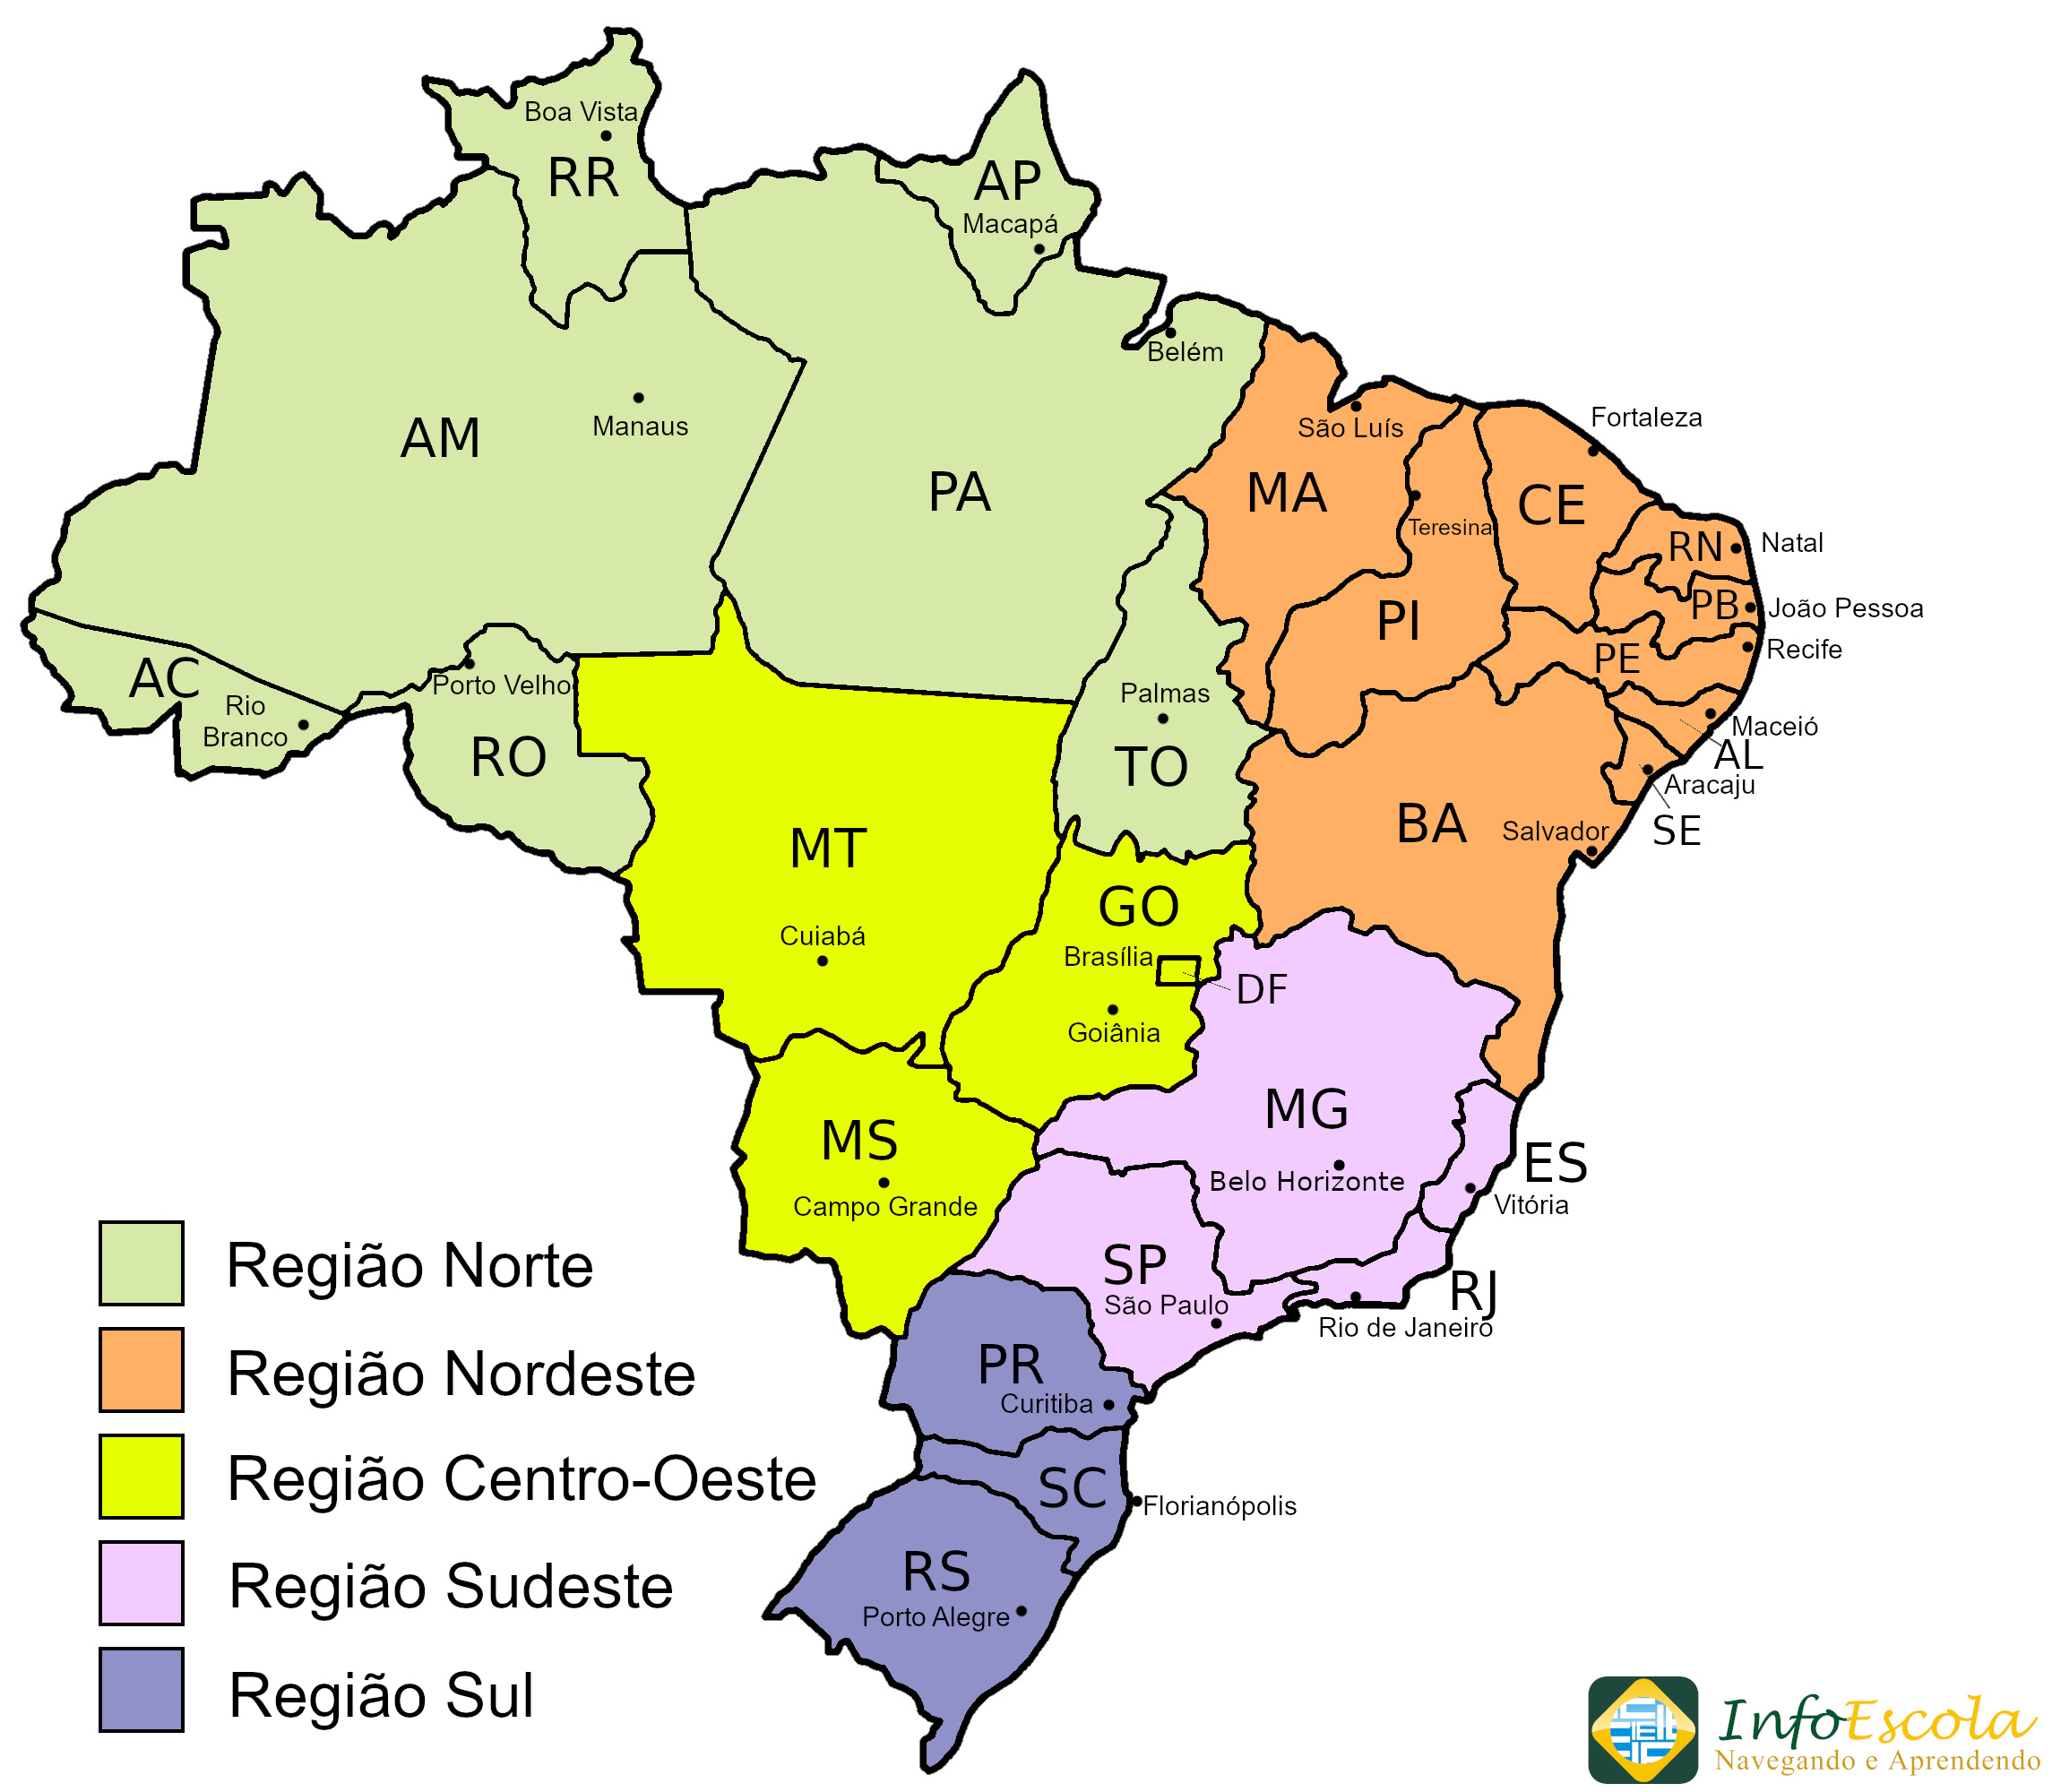 Boa Vista
RR
AP
Macapá
Belém
AM
Manaus
PA
São Luís
MA
Teresina
Fortaleza
CE
RN
Natal
PB
João Pessoa
PI
PE
Recife
AC
Rio
Branco
Porto Velho
RO
Palmas
TO
Maceió
AL
Aracaju
SE
BA
Salvador
MT
Cuiabá
GO
Brasília
DF
Goiânia
MS
Campo Grande
MG
Belo Horizonte
ES
Vitória
SP
São Paulo
RJ
Rio de Janeiro
PR
Curitiba
SC
Florianópolis
RS
Porto Alegre
Região Norte
Região Nordeste
Região Centro-Oeste
Região Sudeste
Região Sul
InfoEscola
Navegando e Aprendendo